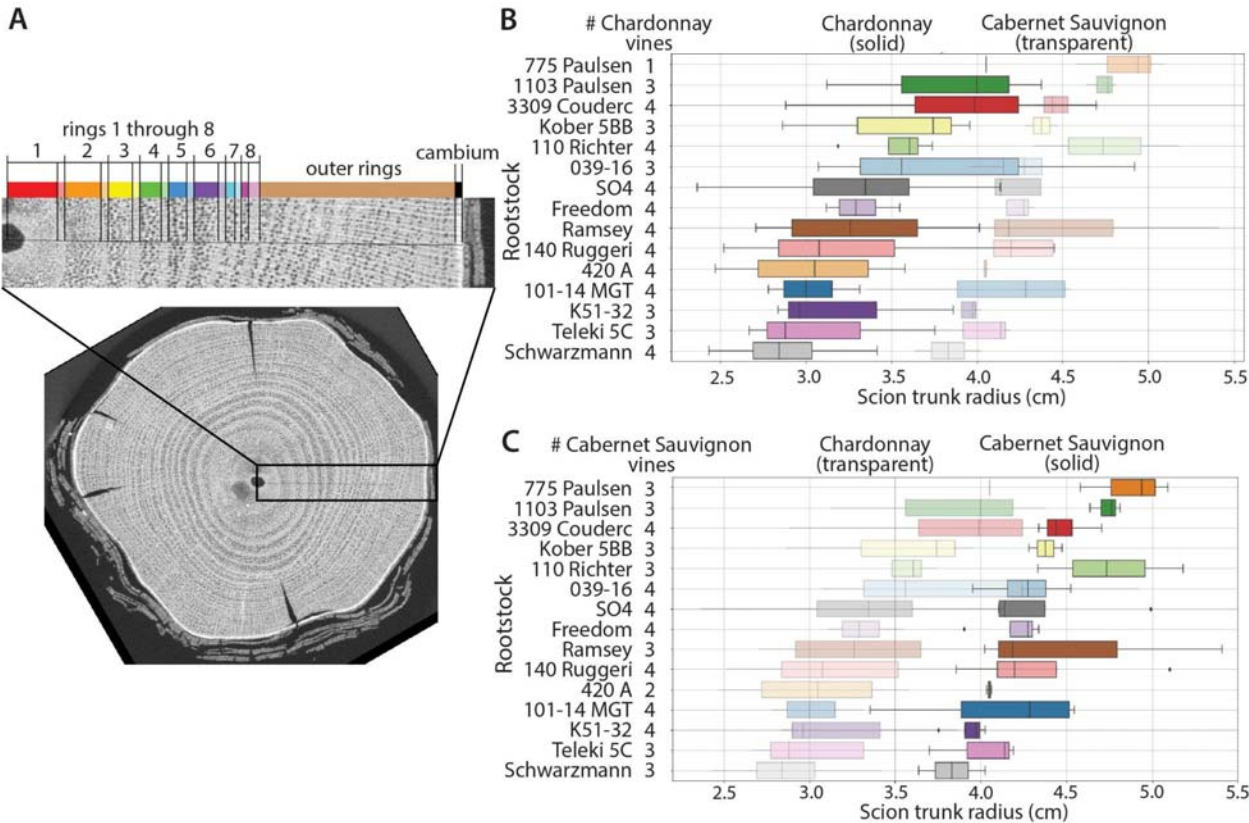 A
rings 1 through 8
1 2 3 4 5 6 7 8
outer rings
cambium
B
# Chardonnay vines
Chardonnay (solid)
Cabernet Sauvignon (transparent)
Rootstock
775 Paulsen 1
1103 Paulsen 3
3309 Couderc 4
Kober 5BB 3
110 Richter 4
039-16 3
SO4 4
Freedom 4
Ramsey 4
140 Ruggeri 4
420 A 4
101-14 MGT 4
K51-32 3
Teleki 5C 3
Schwarzmann 4
2.5 3.0 3.5 4.0 4.5 5.0 5.5
Scion trunk radius (cm)
C
# Cabernet Sauvignon vines
Chardonnay (transparent)
Cabernet Sauvignon (solid)
Rootstock
775 Paulsen 3
1103 Paulsen 3
3309 Couderc 4
Kober 5BB 3
110 Richter 3
039-16 4
SO4 4
Freedom 4
Ramsey 3
140 Ruggeri 4
420 A 2
101-14 MGT 4
K51-32 4
Teleki 5C 3
Schwarzmann 3
2.5 3.0 3.5 4.0 4.5 5.0 5.5
Scion trunk radius (cm)